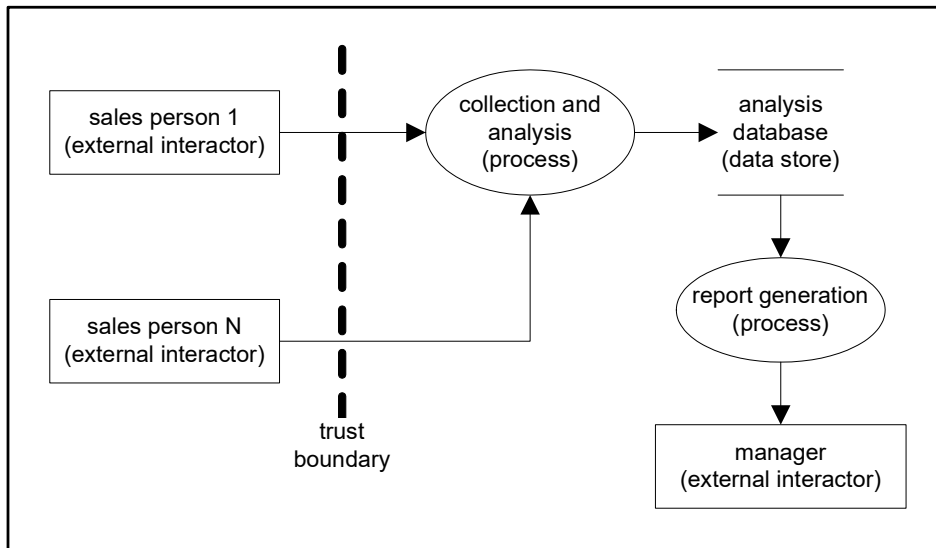 sales person 1
(external interactor)
collection and
analysis
(process)
analysis
database
(data store)
sales person N
(external interactor)
report generation
(process)
trust
boundary
manager
(external interactor)